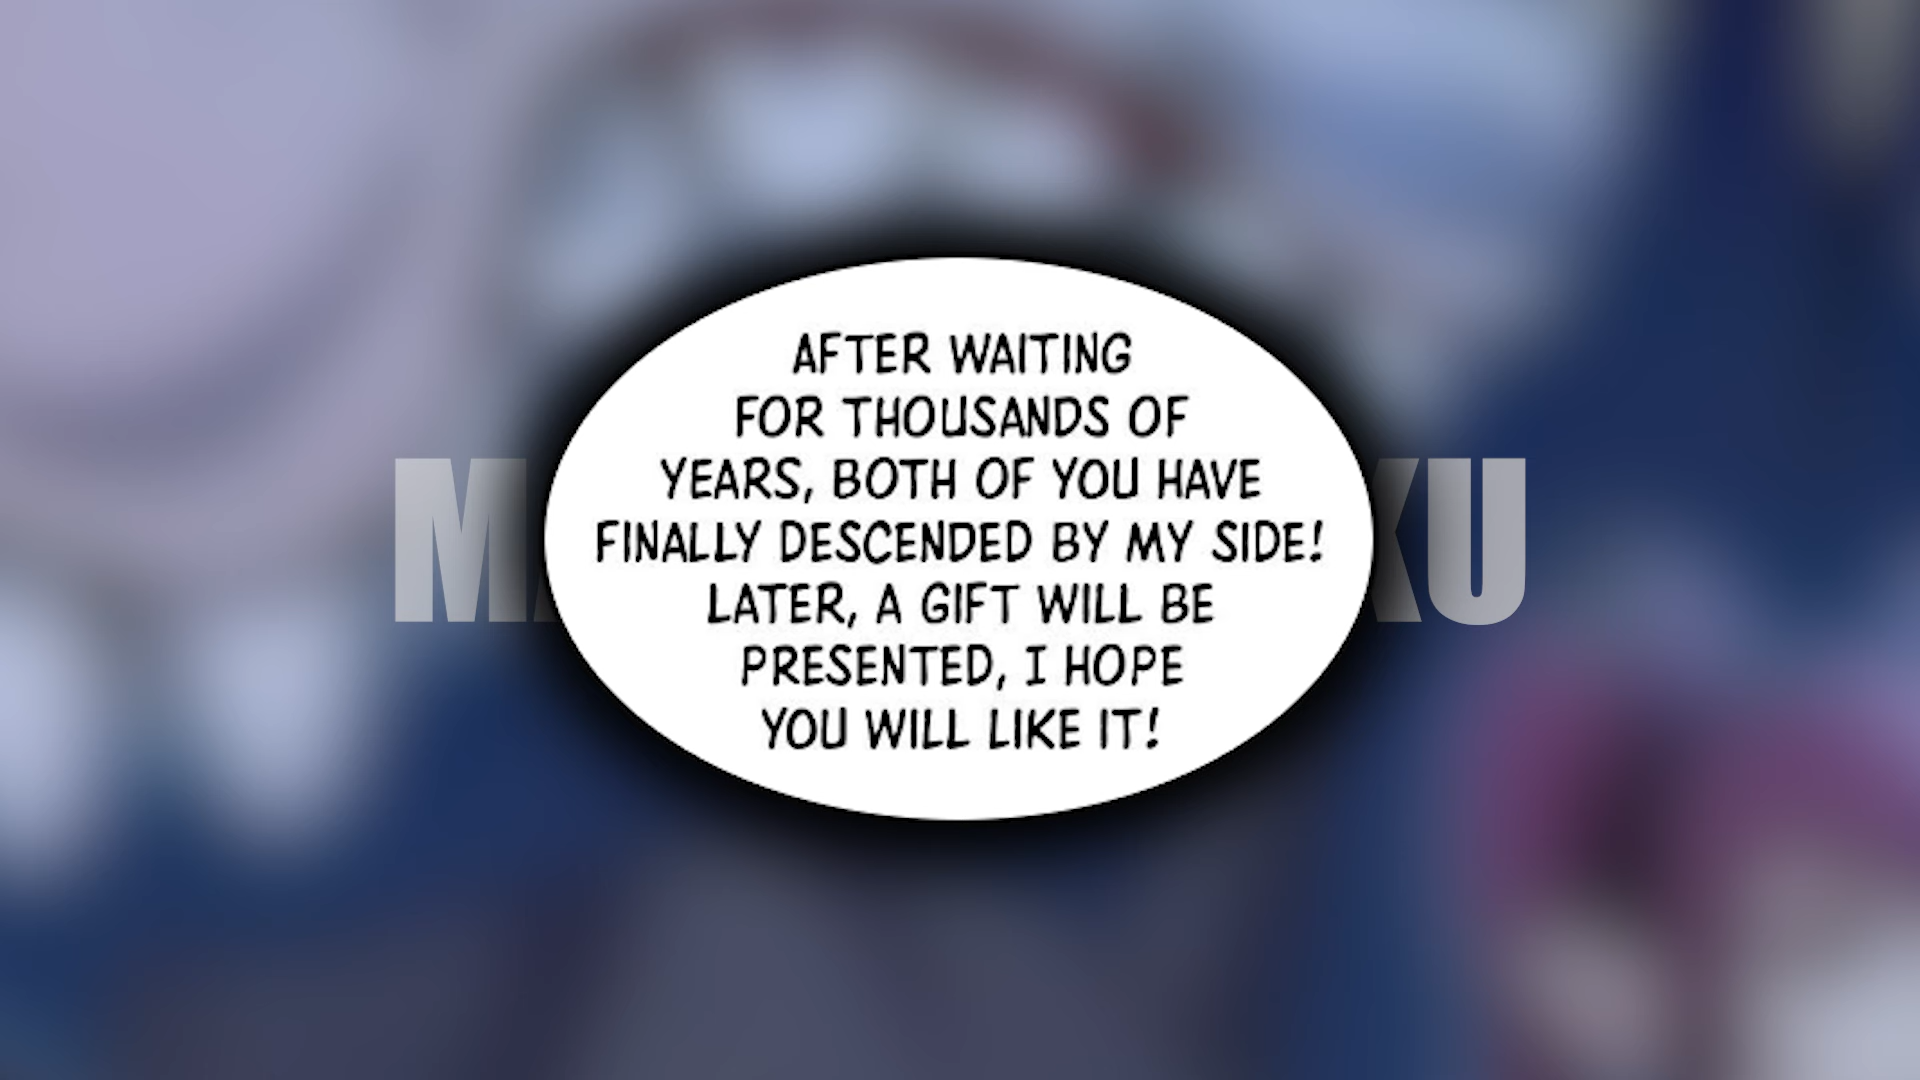 AFTER WAITING
FOR THOUSANDS OF
YEARS, BOTH OF YOU HAVE
FINALLY DESCENDED BY MY SIDE!
LATER, A GIFT WILL BE
PRESENTED, I HOPE
YOU WILL LIKE IT!